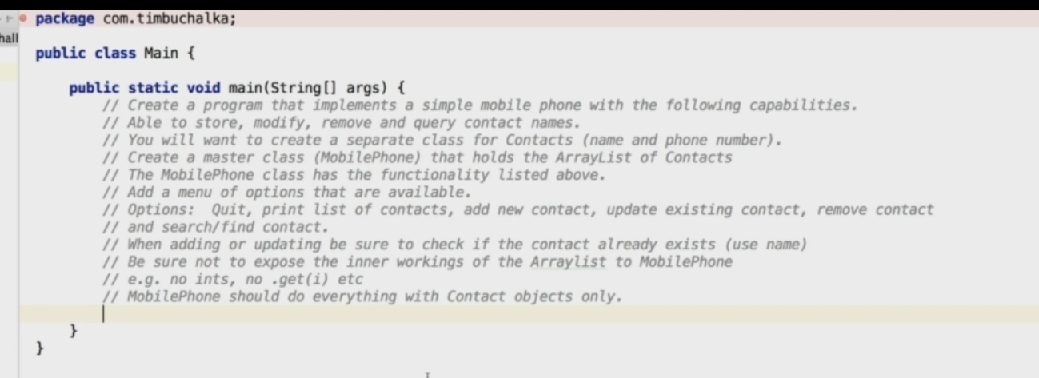 hall
package com.timbuchalka;
public class Main {
public static void main(String[] args) {
// Create a program that implements a simple mobile phone with the following capabilities.
// Able to store, modify, remove and query contact names.
// You will want to create a separate class for Contacts (name and phone number).
// Create a master class (MobilePhone) that holds the ArrayList of Contacts
// The MobilePhone class has the functionality listed above.
// Add a menu of options that are available.
// Options:  Quit, print list of contacts, add new contact, update existing contact, remove contact
// and search/find contact.
// When adding or updating be sure to check if the contact already exists (use name)
// Be sure not to expose the inner workings of the Arraylist to MobilePhone
// e.g. no ints, no .get(i) etc
// MobilePhone should do everything with Contact objects only.
}
}